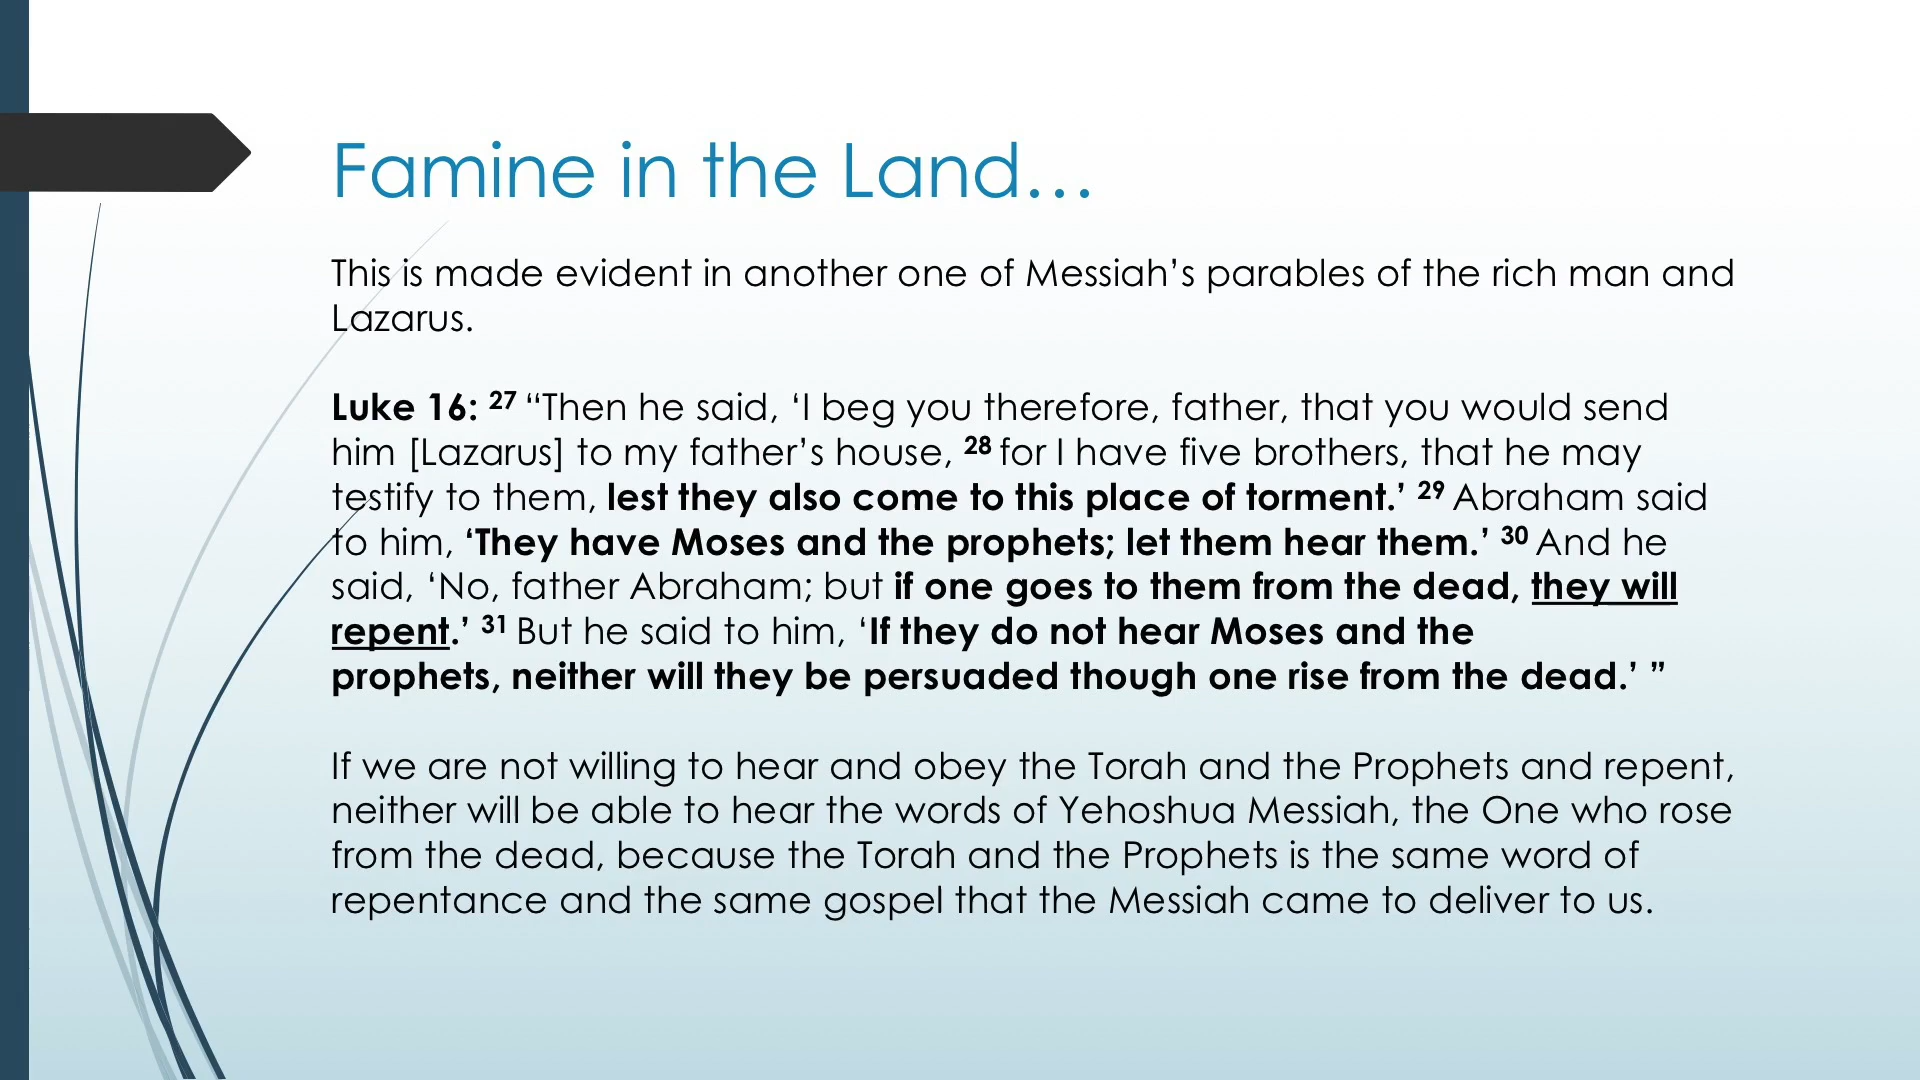 Famine in the Land…
This is made evident in another one of Messiah’s parables of the rich man and
Lazarus.
Luke 16: 27 “Then he said, ‘I beg you therefore, father, that you would send
him [Lazarus] to my father’s house, 28 for I have five brothers, that he may
testify to them, lest they also come to this place of torment.’ 29 Abraham said
to him, ‘They have Moses and the prophets; let them hear them.’ 30 And he
said, ‘No, father Abraham; but if one goes to them from the dead, they will
repent.’ 31 But he said to him, ‘If they do not hear Moses and the
prophets, neither will they be persuaded though one rise from the dead.’ ”
If we are not willing to hear and obey the Torah and the Prophets and repent,
neither will be able to hear the words of Yehoshua Messiah, the One who rose
from the dead, because the Torah and the Prophets is the same word of
repentance and the same gospel that the Messiah came to deliver to us.